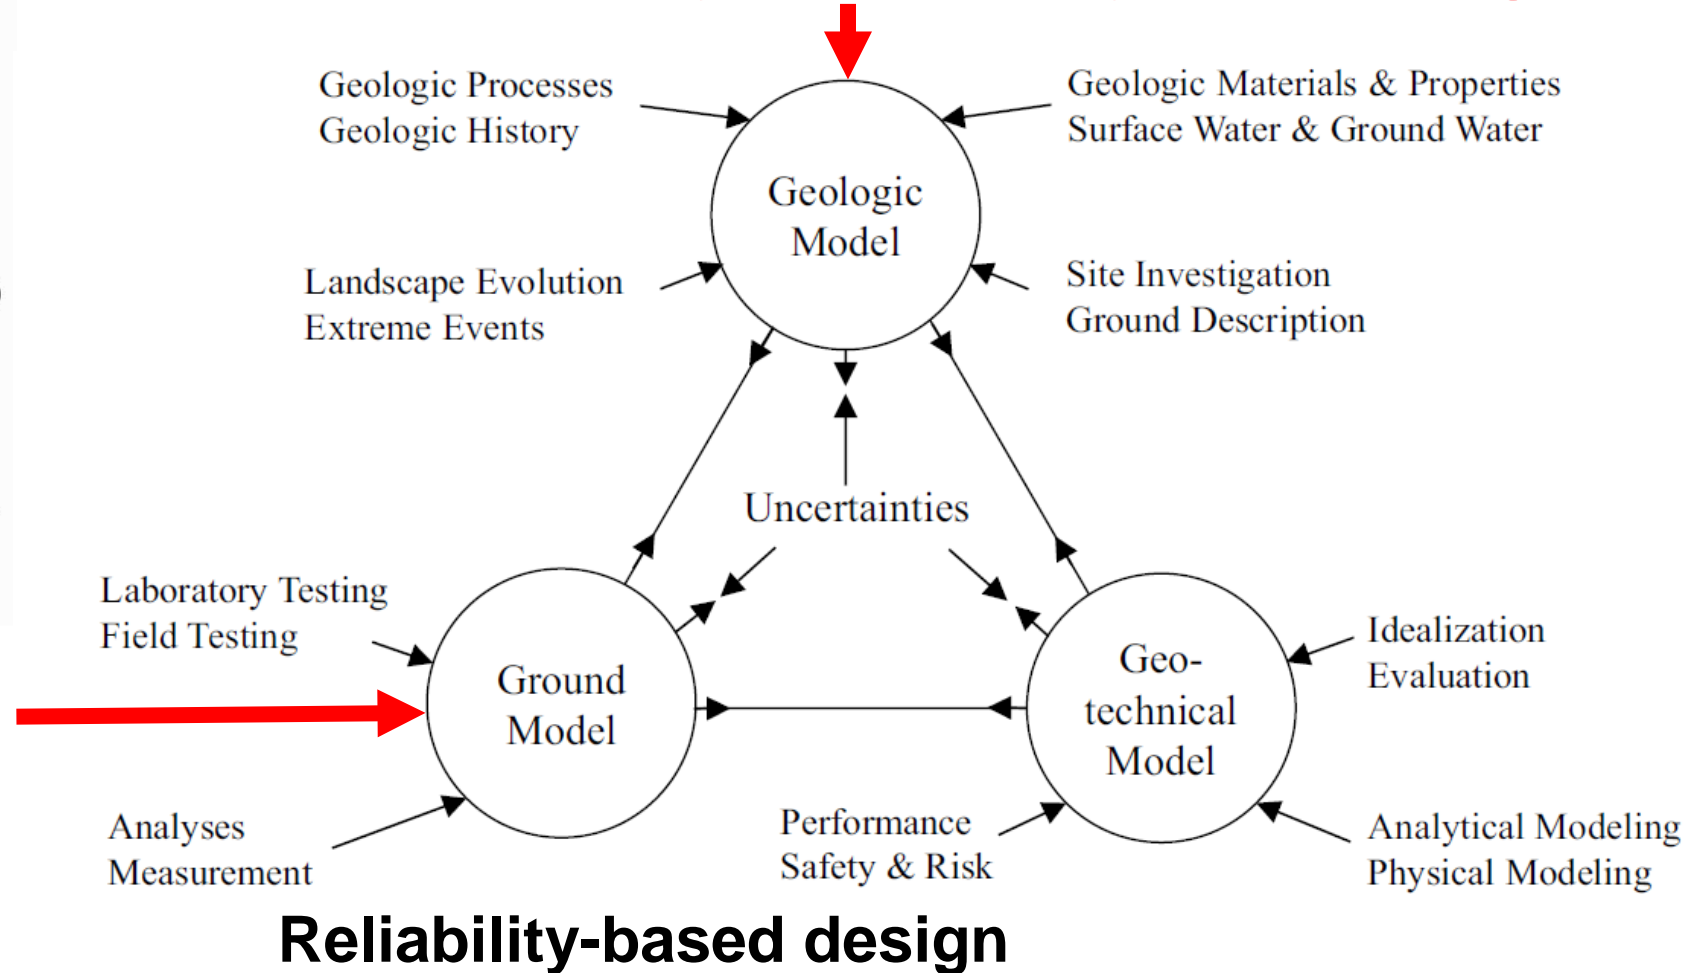 Geologic Processes
Geologic History
Geologic Materials & Properties
Surface Water & Ground Water
Geologic
Model
Landscape Evolution
Extreme Events
Site Investigation
Ground Description
Uncertainties
Laboratory Testing
Field Testing
Ground
Model
Geo-
technical
Model
Idealization
Evaluation
Analyses
Measurement
Performance
Safety & Risk
Analytical Modeling
Physical Modeling
Reliability-based design